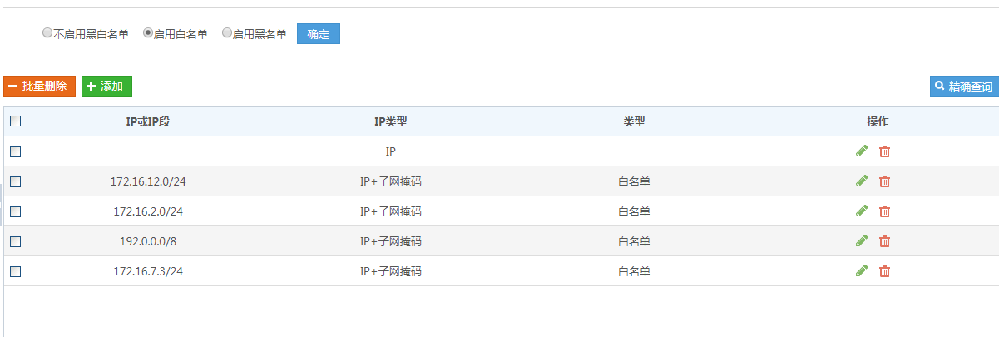 不启用黑白名单 启用白名单 启用黑名单 确定
批量删除 添加 精确查询
IP或IP段 IP类型 类型 操作
IP
172.16.12.0/24 IP+子网掩码 白名单
172.16.2.0/24 IP+子网掩码 白名单
192.0.0.0/8 IP+子网掩码 白名单
172.16.7.3/24 IP+子网掩码 白名单